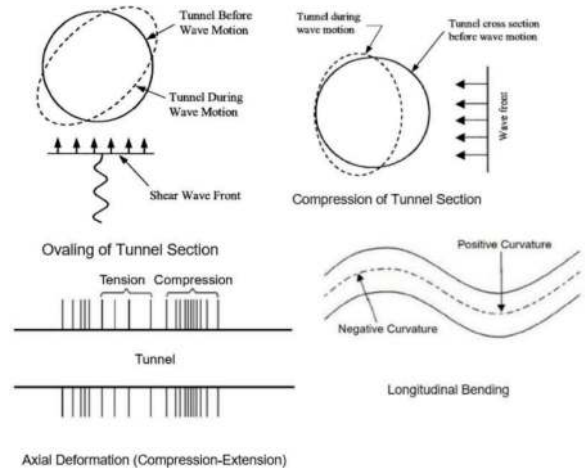 Tunnel Before
Wave Motion
Tunnel During
Wave Motion
Shear Wave Front
Ovaling of Tunnel Section
Tunnel during
wave motion
Tunnel cross section
before wave motion
Wave front
Compression of Tunnel Section
Tension
Compression
Tunnel
Axial Deformation (Compression-Extension)
Positive Curvature
Negative Curvature
Longitudinal Bending